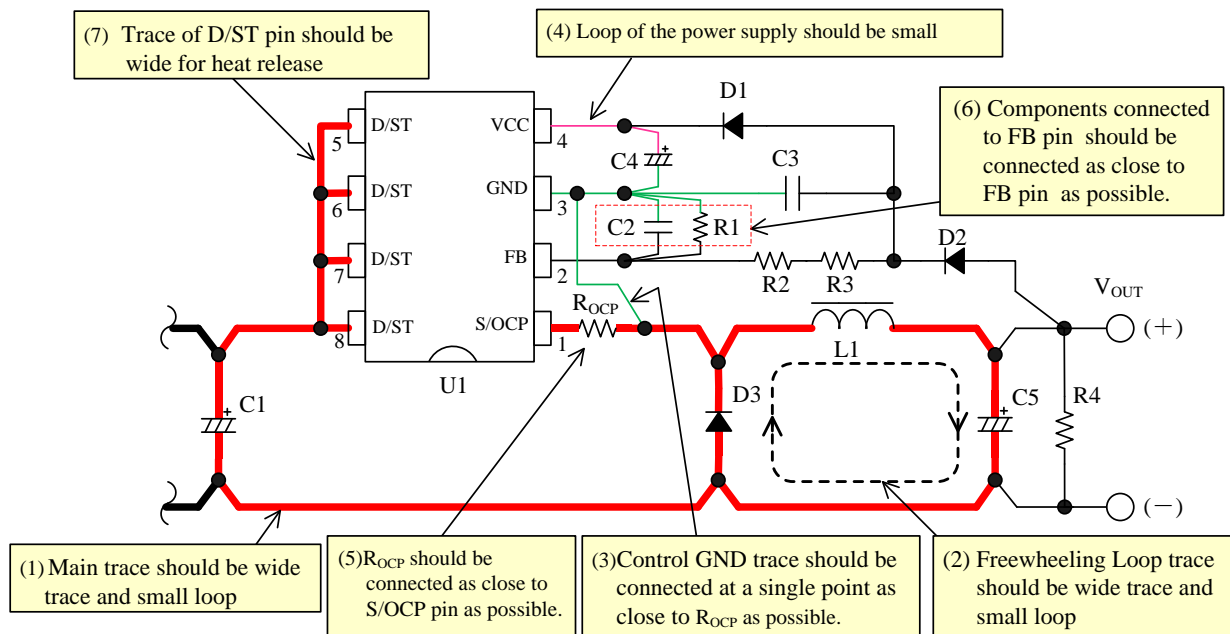 (7) Trace of D/ST pin should be
wide for heat release
(4) Loop of the power supply should be small
(6) Components connected
to FB pin should be
connected as close to
FB pin as possible.
D1
D/ST
VCC
5
4
C4
C3
D/ST
GND
6
3
C2
R1
D/ST
FB
7
2
R2
R3
D2
ROCP
VOUT
D/ST
S/OCP
8
1
(+)
U1
L1
C1
D3
C5
R4
(-)
(1) Main trace should be wide
trace and small loop
(5)ROCP should be
connected as close to
S/OCP pin as possible.
(3)Control GND trace should be
connected at a single point as
close to ROCP as possible.
(2) Freewheeling Loop trace
should be wide trace and
small loop